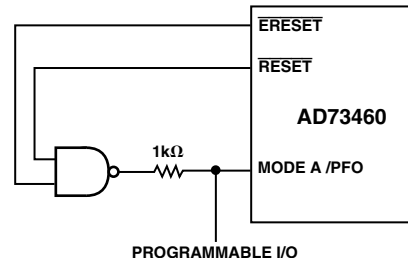 ERESET
RESET
AD73460
1kΩ
MODE A /PFO
PROGRAMMABLE I/O